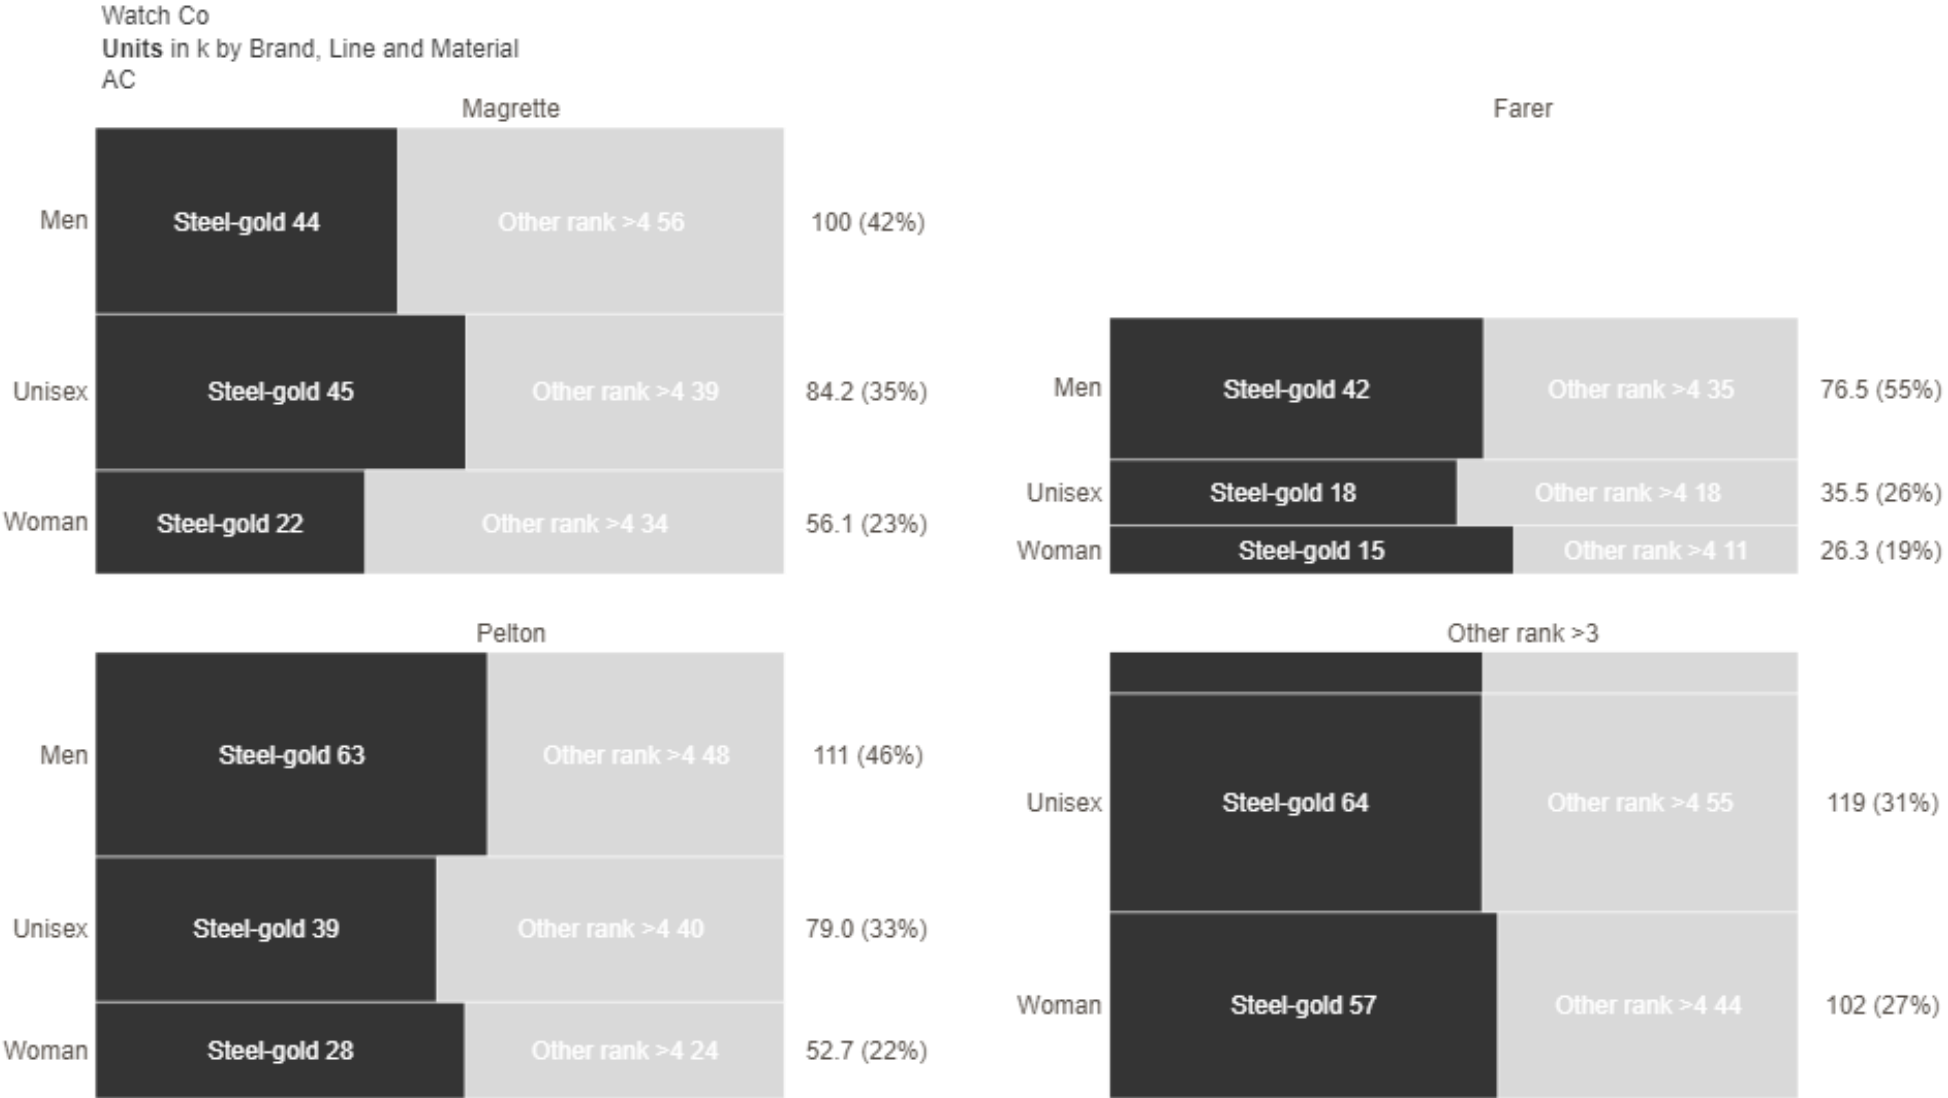 Watch Co
Units in k by Brand, Line and Material
AC
Magrette
Men Steel-gold 44 Other rank >4 56 100 (42%)
Unisex Steel-gold 45 Other rank >4 39 84.2 (35%)
Woman Steel-gold 22 Other rank >4 34 56.1 (23%)
Farer
Men Steel-gold 42 Other rank >4 35 76.5 (55%)
Unisex Steel-gold 18 Other rank >4 18 35.5 (26%)
Woman Steel-gold 15 Other rank >4 11 26.3 (19%)
Pelton
Men Steel-gold 63 Other rank >4 48 111 (46%)
Unisex Steel-gold 39 Other rank >4 40 79.0 (33%)
Woman Steel-gold 28 Other rank >4 24 52.7 (22%)
Other rank >3
Unisex Steel-gold 64 Other rank >4 55 119 (31%)
Woman Steel-gold 57 Other rank >4 44 102 (27%)